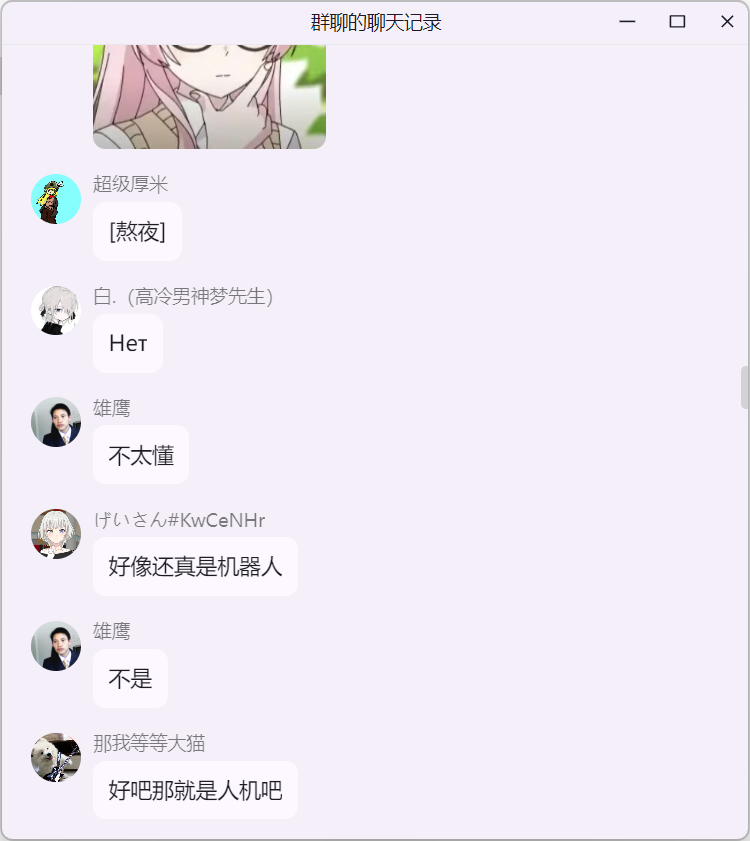 群聊的聊天记录
超级厚米
[熬夜]
白.（高冷男神梦先生）
Нет
雄鹰
不太懂
げいさん#KwCeNHr
好像还真是机器人
雄鹰
不是
那我等等大猫
好吧那就是人机吧